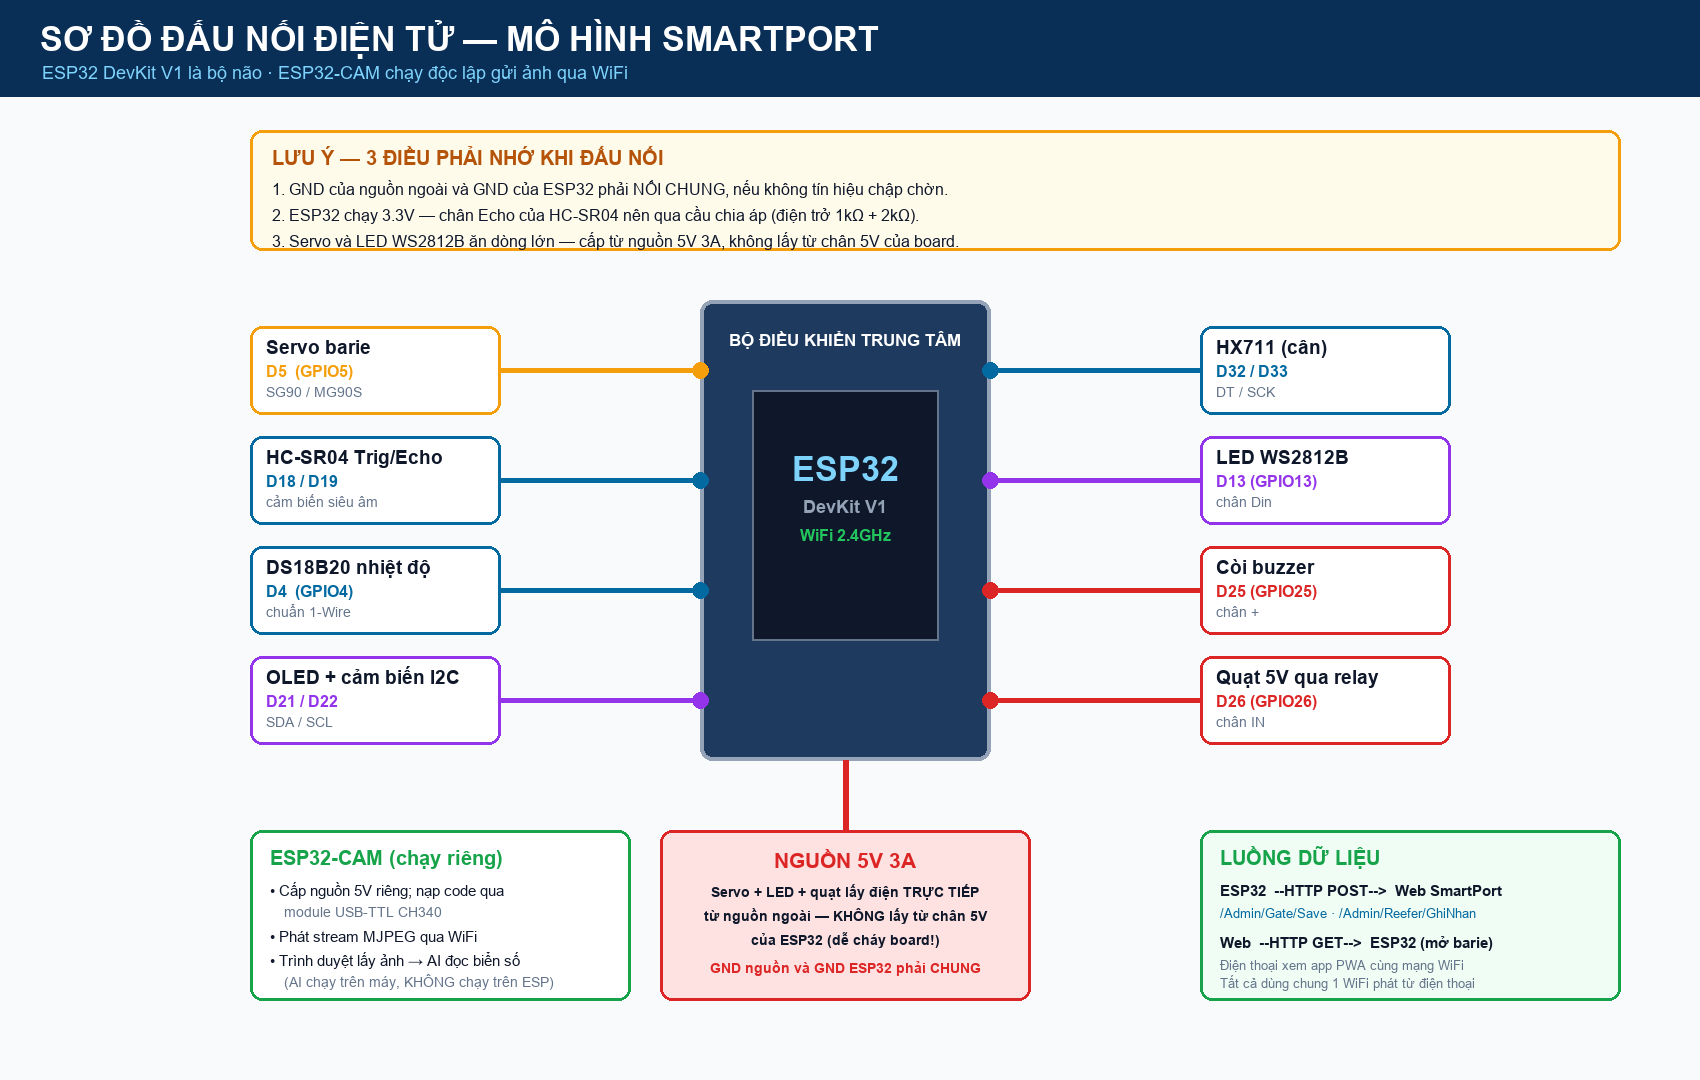 SƠ ĐỒ ĐẤU NỐI ĐIỆN TỬ — MÔ HÌNH SMARTPORT
ESP32 DevKit V1 là bộ não · ESP32-CAM chạy độc lập gửi ảnh qua WiFi
LƯU Ý — 3 ĐIỀU PHẢI NHỚ KHI ĐẤU NỐI
1. GND của nguồn ngoài và GND của ESP32 phải NỐI CHUNG, nếu không tín hiệu chập chờn.
2. ESP32 chạy 3.3V — chân Echo của HC-SR04 nên qua cầu chia áp (điện trở 1kΩ + 2kΩ).
3. Servo và LED WS2812B ăn dòng lớn — cấp từ nguồn 5V 3A, không lấy từ chân 5V của board.
Servo barie
D5 (GPIO5)
SG90 / MG90S
HC-SR04 Trig/Echo
D18 / D19
cảm biến siêu âm
DS18B20 nhiệt độ
D4 (GPIO4)
chuẩn 1-Wire
OLED + cảm biến I2C
D21 / D22
SDA / SCL
BỘ ĐIỀU KHIỂN TRUNG TÂM
ESP32
DevKit V1
WiFi 2.4GHz
HX711 (cân)
D32 / D33
DT / SCK
LED WS2812B
D13 (GPIO13)
chân Din
Còi buzzer
D25 (GPIO25)
chân +
Quạt 5V qua relay
D26 (GPIO26)
chân IN
ESP32-CAM (chạy riêng)
• Cấp nguồn 5V riêng; nạp code qua
module USB-TTL CH340
• Phát stream MJPEG qua WiFi
• Trình duyệt lấy ảnh → AI đọc biển số
(AI chạy trên máy, KHÔNG chạy trên ESP)
NGUỒN 5V 3A
Servo + LED + quạt lấy điện TRỰC TIẾP
từ nguồn ngoài — KHÔNG lấy từ chân 5V
của ESP32 (dễ cháy board!)
GND nguồn và GND ESP32 phải CHUNG
LUỒNG DỮ LIỆU
ESP32 --HTTP POST--> Web SmartPort
/Admin/Gate/Save · /Admin/Reefer/GhiNhan
Web --HTTP GET--> ESP32 (mở barie)
Điện thoại xem app PWA cùng mạng WiFi
Tất cả dùng chung 1 WiFi phát từ điện thoại